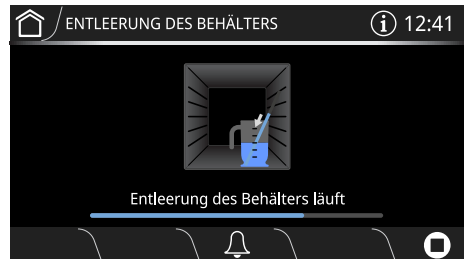 ENTLEERUNG DES BEHÄLTERS
i 12:41
Entleerung des Behälters läuft